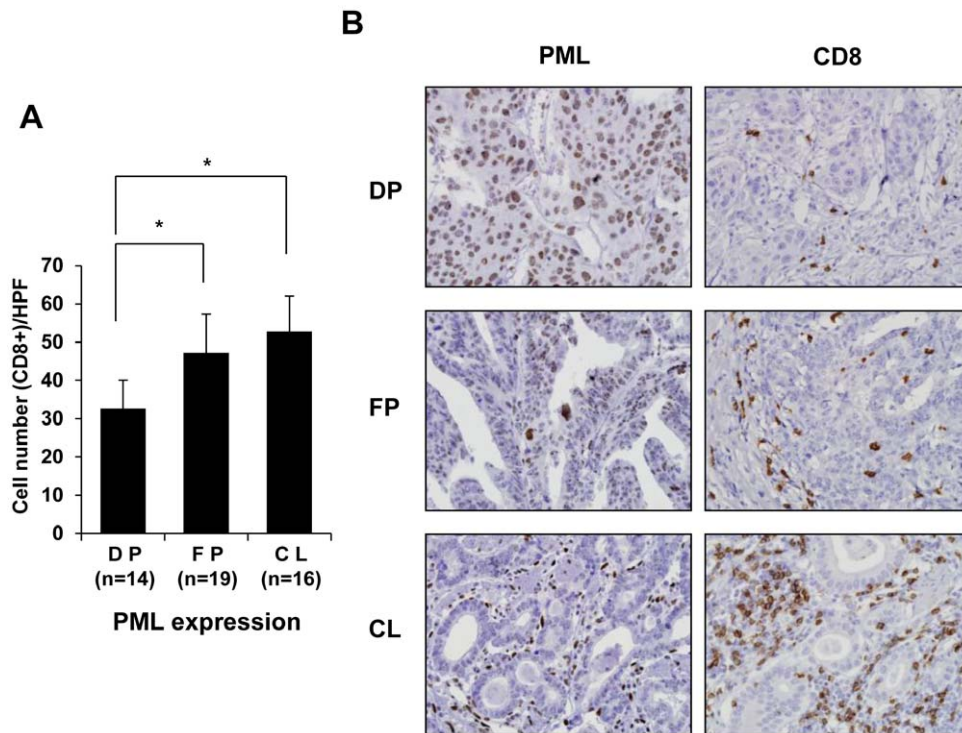 A
*
*
Cell number (CD8+)/HPF
70
60
50
40
30
20
10
0
D P F P C L
(n=14) (n=19) (n=16)
PML expression
B
PML CD8
DP
FP
CL